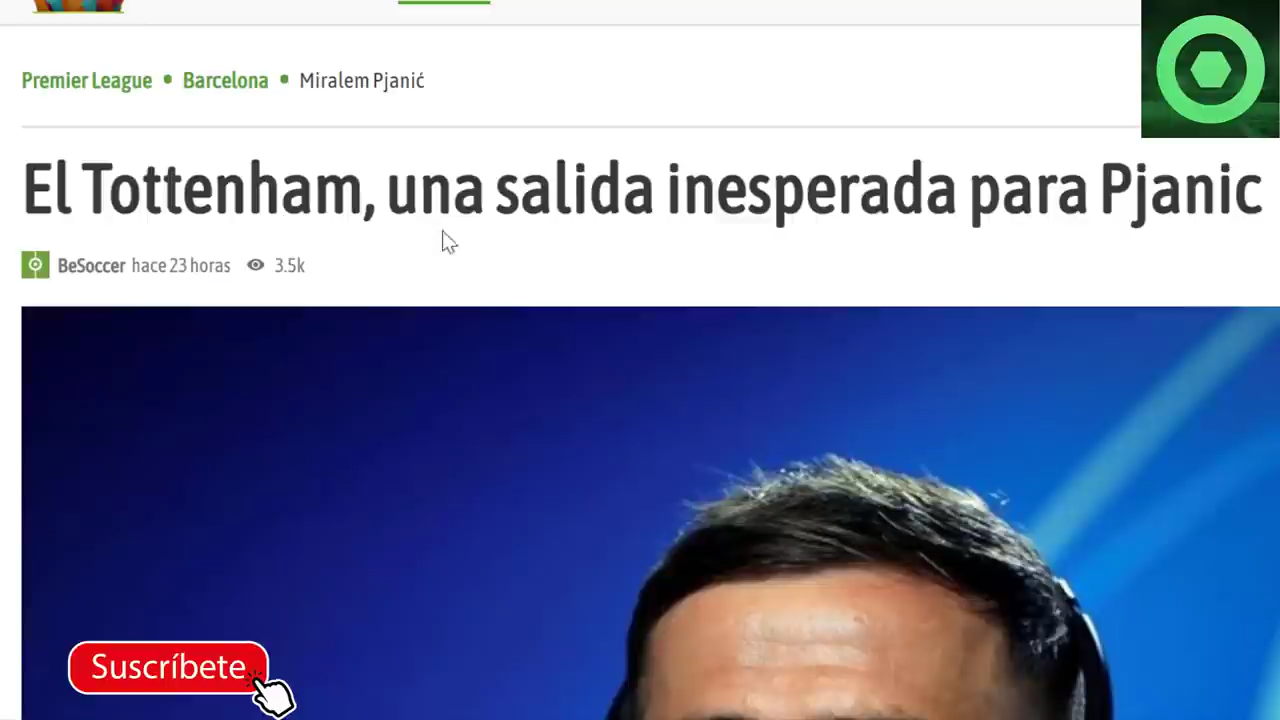 Premier League • Barcelona • Miralem Pjanić
El Tottenham, una salida inesperada para Pjanic
BeSoccer hace 23 horas 3.5k
Suscríbete